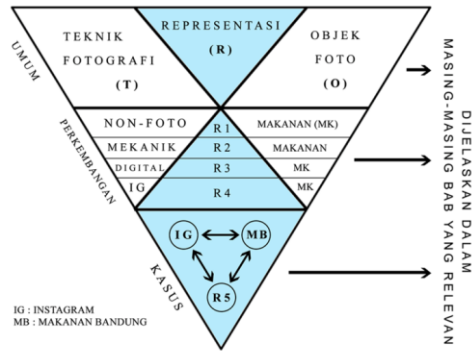 TEKNIK
FOTOGRAFI
(T)
REPRESENTASI
(R)
OBJEK
FOTO
(O)
UMUM
NON-FOTO
R1
MAKANAN (MK)
MEKANIK
R2
MAKANAN
DIGITAL
R3
MK
IG
R4
MK
PERKEMBANGAN
IG
MB
R5
KASUS
IG : INSTAGRAM
MB : MAKANAN BANDUNG
DIJELASKAN DALAM
MASING-MASING BAB YANG RELEVAN